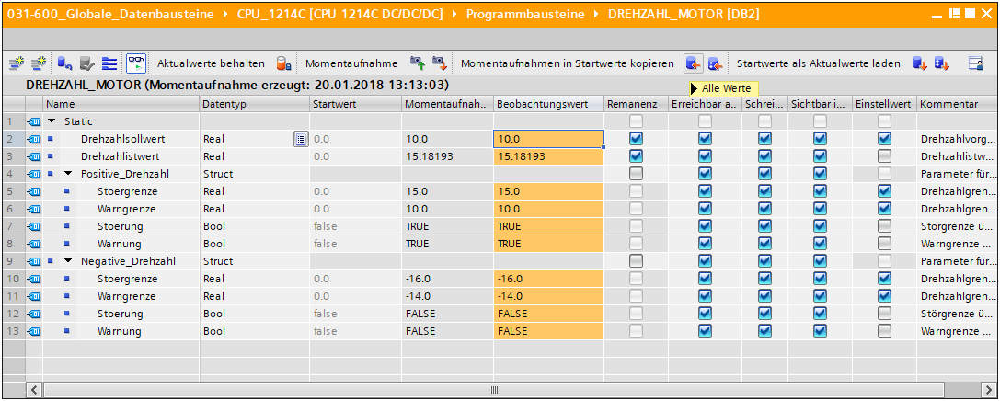 031-600_Globale_Datenbausteine CPU_1214C [CPU 1214C DC/DC/DC] Programmbausteine DREHZAHL_MOTOR [DB2]
Aktualwerte behalten Momentaufnahme Momentaufnahmen in Startwerte kopieren Startwerte als Aktualwerte laden
DREHZAHL_MOTOR (Momentaufnahme erzeugt: 20.01.2018 13:13:03)
Alle Werte
Name Datentyp Startwert Momentaufnah.. Beobachtungswert Remanenz Erreichbar a.. Schrei... Sichtbar i... Einstellwert Kommentar
1 Static
2 Drehzahlsollwert Real 0.0 10.0 10.0 Drehzahlvorg...
3 Drehzahlistwert Real 0.0 15.18193 15.18193 Drehzahlistw...
4 Positive_Drehzahl Struct Parameter für...
5 Stoergrenze Real 0.0 15.0 15.0 Drehzahlgren...
6 Warngrenze Real 0.0 10.0 10.0 Drehzahlgren...
7 Stoerung Bool false TRUE TRUE Störgrenze ü...
8 Warnung Bool false TRUE TRUE Warngrenze ...
9 Negative_Drehzahl Struct Parameter für...
10 Stoergrenze Real 0.0 -16.0 -16.0 Drehzahlgren...
11 Warngrenze Real 0.0 -14.0 -14.0 Drehzahlgren...
12 Stoerung Bool false FALSE FALSE Störgrenze ü...
13 Warnung Bool false FALSE FALSE Warngrenze ...